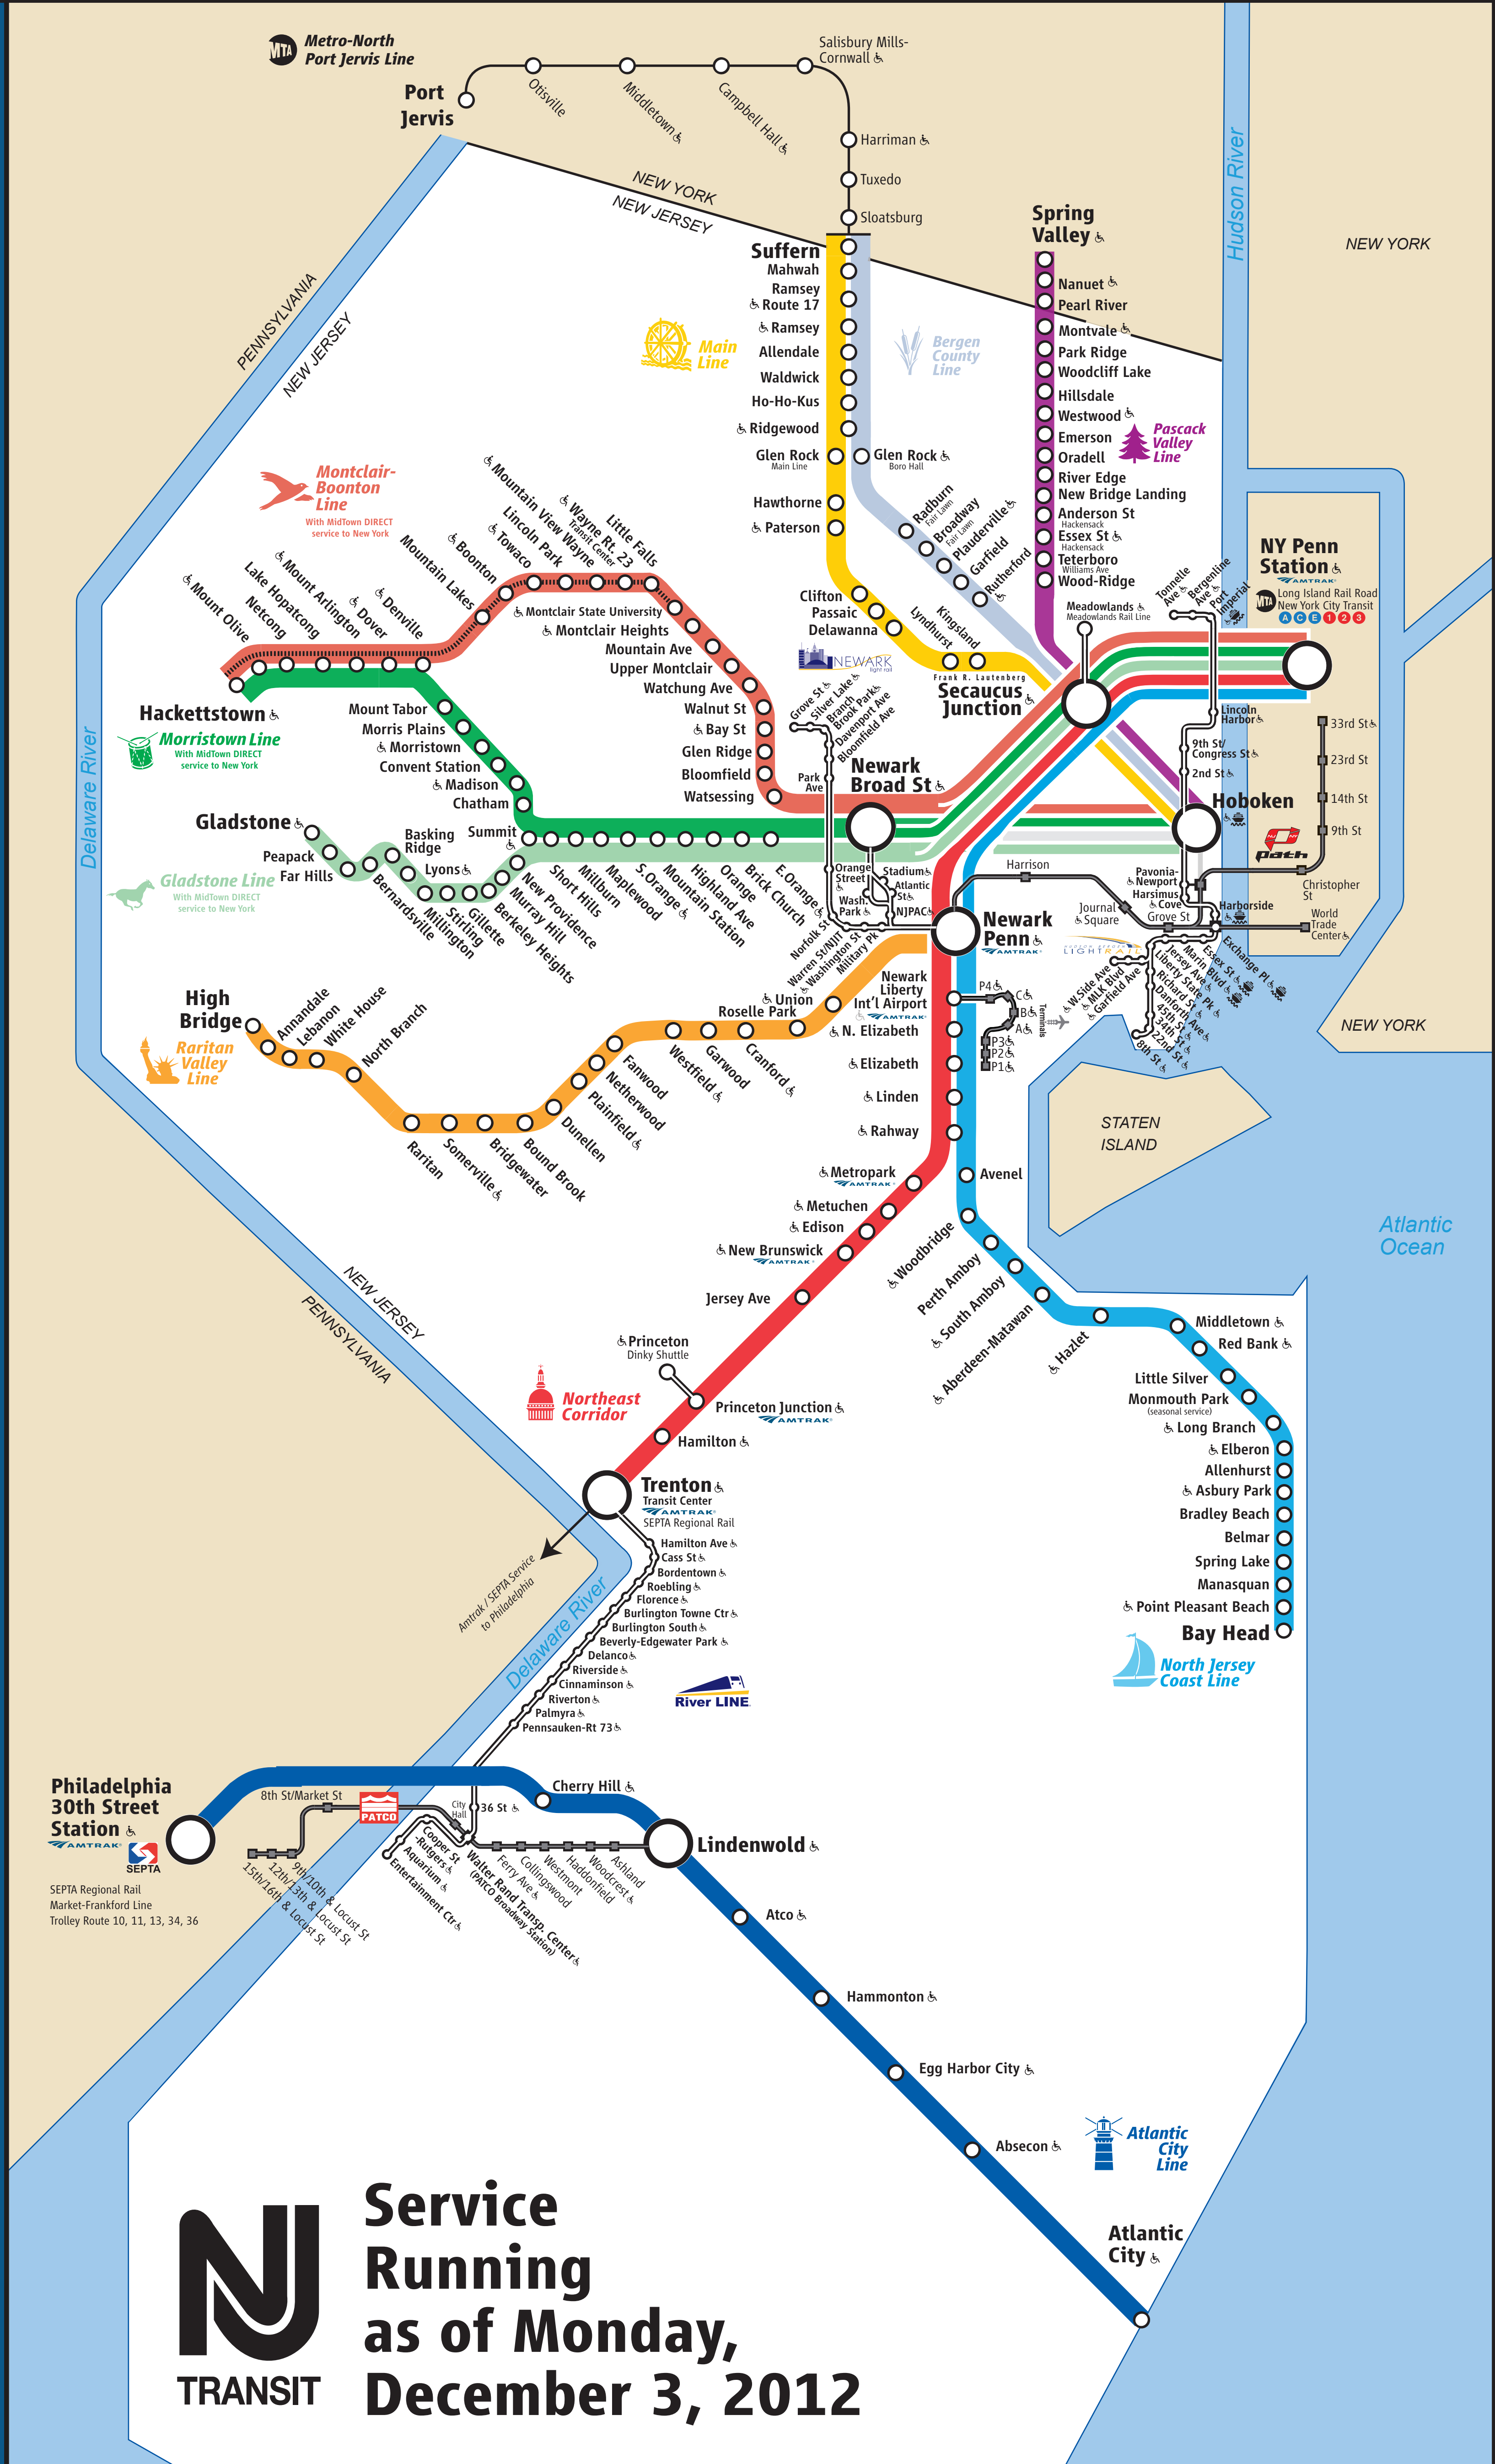 MTA
Metro-North
Port Jervis Line
Port
Jervis
Otisville
Middletown
Campbell Hall
Salisbury Mills-
Cornwall
Harriman
Tuxedo
Sloatsburg
NEW YORK
NEW JERSEY
PENNSYLVANIA
NEW JERSEY
Hudson River
NEW YORK
Suffern
Mahwah
Ramsey
Route 17
Ramsey
Allendale
Waldwick
Ho-Ho-Kus
Ridgewood
Glen Rock
Main Line
Glen Rock
Boro Hall
Hawthorne
Paterson
Clifton
Passaic
Delawanna
Lyndhurst
Kingsland
Radburn
Fair Lawn
Broadway
Fair Lawn
Plauderville
Garfield
Rutherford
Main
Line
Bergen
County
Line
Spring
Valley
Nanuet
Pearl River
Montvale
Park Ridge
Woodcliff Lake
Hillsdale
Westwood
Emerson
Oradell
River Edge
New Bridge Landing
Anderson St
Hackensack
Essex St
Hackensack
Teterboro
Williams Ave
Wood-Ridge
Pascack
Valley
Line
Meadowlands
Meadowlands Rail Line
Frank R. Lautenberg
Secaucus
Junction
Tonnelle
Ave
Bergenline
Ave
Port
Imperial
NY Penn
Station
AMTRAK
MTA
Long Island Rail Road
New York City Transit
A C E 1 2 3
Montclair-
Boonton
Line
With MidTown DIRECT
service to New York
Mount Olive
Netcong
Lake Hopatcong
Mount Arlington
Dover
Denville
Mountain Lakes
Boonton
Towaco
Lincoln Park
Mountain View Wayne
Wayne Rt. 23
Transit Center
Little Falls
Montclair State University
Montclair Heights
Mountain Ave
Upper Montclair
Watchung Ave
Walnut St
Bay St
Glen Ridge
Bloomfield
Watsessing
Hackettstown
Morristown Line
With MidTown DIRECT
service to New York
Mount Tabor
Morris Plains
Morristown
Convent Station
Madison
Chatham
Summit
Short Hills
Millburn
Maplewood
S.Orange
Mountain Station
Highland Ave
Orange
Brick Church
E.Orange
Delaware River
Gladstone
Gladstone Line
With MidTown DIRECT
service to New York
Peapack
Far Hills
Bernardsville
Basking
Ridge
Lyons
Millington
Stirling
Gillette
Berkeley Heights
Murray Hill
New Providence
NEWARK
light rail
Grove St
Silver Lake
Branch
Brook Park
Davenport Ave
Bloomfield Ave
Park
Ave
Newark
Broad St
Orange
Street
Stadium
Atlantic
St
Wash.
Park
NJPAC
Norfolk St
Warren St/NJIT
Washington St
Military Pk
Newark
Penn
AMTRAK
Harrison
Journal
Square
Grove St
Pavonia-
Newport
Harsimus
Cove
Harborside
Lincoln
Harbor
9th St/
Congress St
2nd St
Hoboken
path
33rd St
23rd St
14th St
9th St
Christopher
St
World
Trade
Center
HUDSON BERGEN
LIGHTRAIL
Exchange Pl
Essex St
Marin Blvd
Jersey Ave
Liberty State Pk
Richard St
Danforth Ave
45th St
34th St
22nd St
8th St
W.Side Ave
MLK Blvd
Garfield Ave
High
Bridge
Annandale
Lebanon
White House
North Branch
Raritan
Valley
Line
Raritan
Somerville
Bridgewater
Bound Brook
Dunellen
Plainfield
Netherwood
Fanwood
Westfield
Garwood
Cranford
Roselle Park
Union
Newark
Liberty
Int'l Airport
AMTRAK
P4
C
B
A
Terminals
P3
P2
P1
N. Elizabeth
Elizabeth
Linden
Rahway
Metropark
AMTRAK
Metuchen
Edison
New Brunswick
AMTRAK
Jersey Ave
Princeton
Dinky Shuttle
Princeton Junction
AMTRAK
Hamilton
Northeast
Corridor
Trenton
Transit Center
AMTRAK
SEPTA Regional Rail
Avenel
Woodbridge
Perth Amboy
South Amboy
Aberdeen-Matawan
Hazlet
Middletown
Red Bank
Little Silver
Monmouth Park
(seasonal service)
Long Branch
Elberon
Allenhurst
Asbury Park
Bradley Beach
Belmar
Spring Lake
Manasquan
Point Pleasant Beach
Bay Head
North Jersey
Coast Line
NEW YORK
STATEN
ISLAND
Atlantic
Ocean
NEW JERSEY
PENNSYLVANIA
Amtrak / SEPTA Service
to Philadelphia
Delaware River
Hamilton Ave
Cass St
Bordentown
Roebling
Florence
Burlington Towne Ctr
Burlington South
Beverly-Edgewater Park
Delanco
Riverside
Cinnaminson
Riverton
Palmyra
Pennsauken-Rt 73
River LINE
36 St
Philadelphia
30th Street
Station
AMTRAK
SEPTA
SEPTA Regional Rail
Market-Frankford Line
Trolley Route 10, 11, 13, 34, 36
8th St/Market St
PATCO
City
Hall
9th/10th & Locust St
12th/13th & Locust St
15th/16th & Locust St
Cooper St
-Rutgers
Aquarium
Entertainment Ctr
Walter Rand Transp. Center
(PATCO Broadway Station)
Ferry Ave
Collingswood
Westmont
Haddonfield
Woodcrest
Ashland
Cherry Hill
Lindenwold
Atco
Hammonton
Egg Harbor City
Absecon
Atlantic
City
Line
Atlantic
City
NJ
TRANSIT
Service
Running
as of Monday,
December 3, 2012